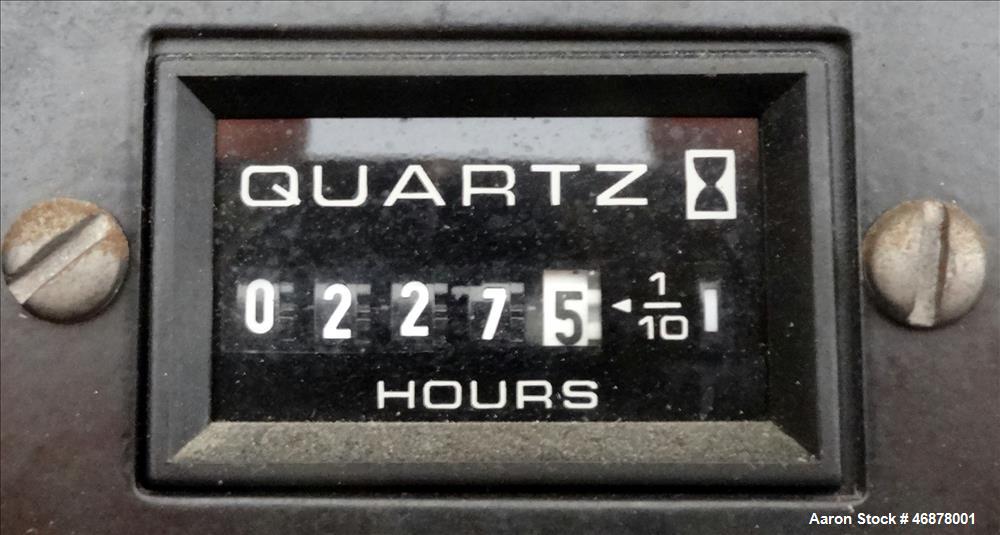 QUARTZ
0 2 2 7 5 ◄ 1/10
HOURS
Aaron Stock # 46878001